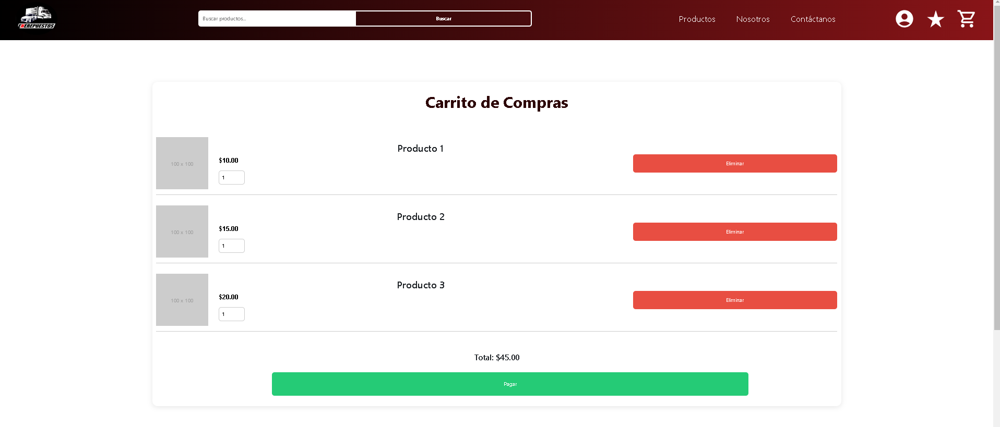 ENEREPUESTOS
Buscar productos...
Buscar
Productos
Nosotros
Contáctanos
Carrito de Compras
100 x 100
Producto 1
$10.00
1
Eliminar
100 x 100
Producto 2
$15.00
1
Eliminar
100 x 100
Producto 3
$20.00
1
Eliminar
Total: $45.00
Pagar